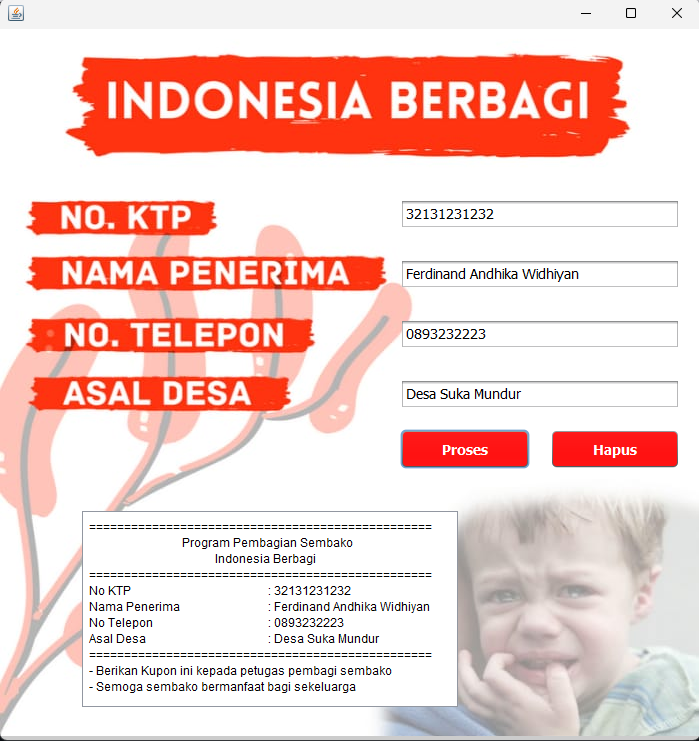 INDONESIA BERBAGI
NO. KTP 32131231232
NAMA PENERIMA Ferdinand Andhika Widhiyan
NO. TELEPON 0893232223
ASAL DESA Desa Suka Mundur
Proses Hapus
=================================================
Program Pembagian Sembako
Indonesia Berbagi
=================================================
No KTP : 32131231232
Nama Penerima : Ferdinand Andhika Widhiyan
No Telepon : 0893232223
Asal Desa : Desa Suka Mundur
=================================================
- Berikan Kupon ini kepada petugas pembagi sembako
- Semoga sembako bermanfaat bagi sekeluarga